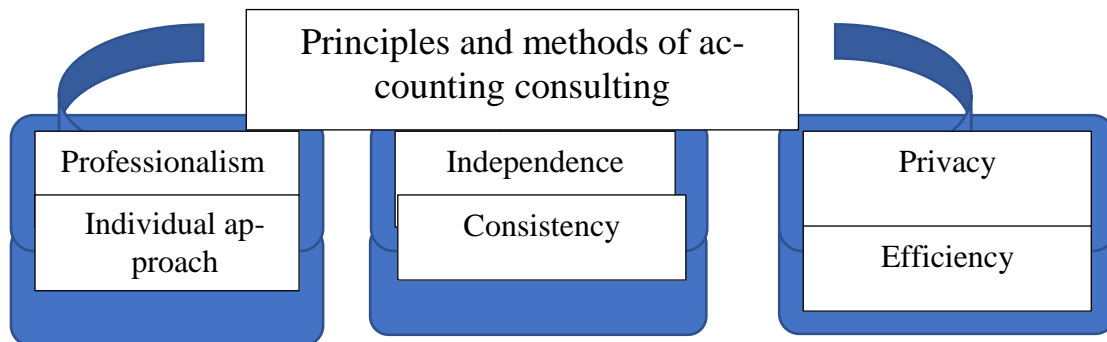 Principles and methods of ac-
counting consulting
Professionalism
Independence
Privacy
Individual ap-
proach
Consistency
Efficiency